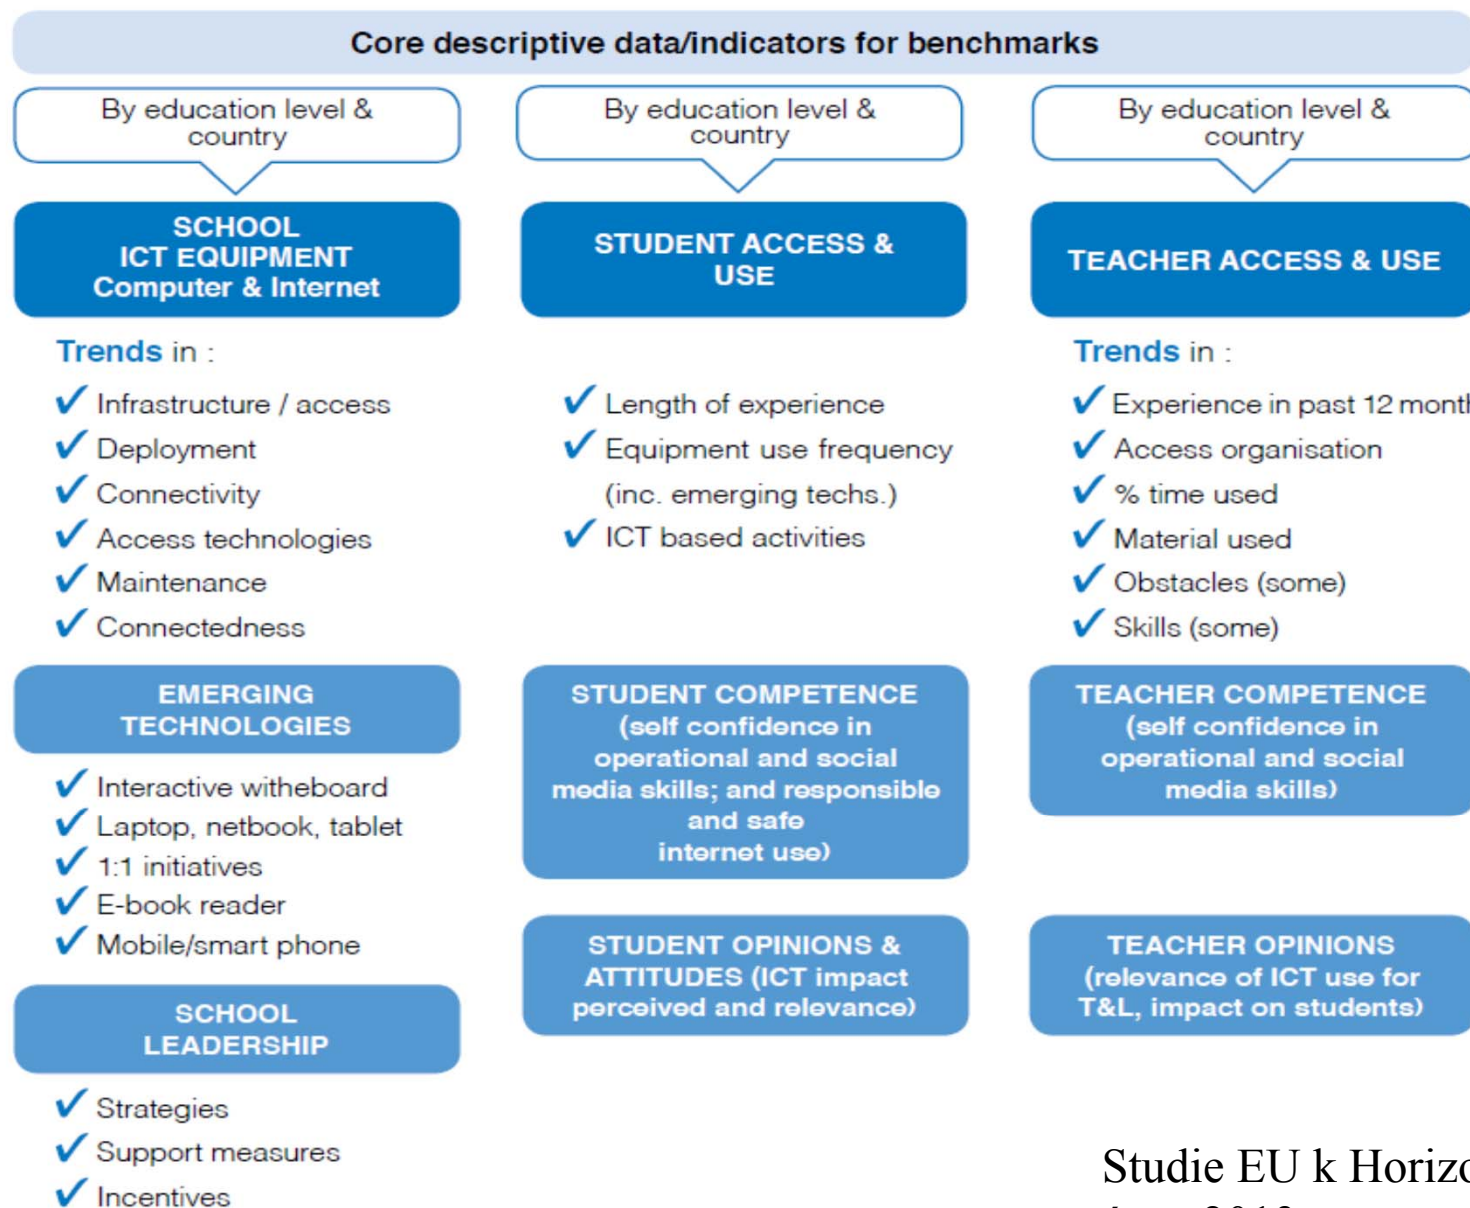 Core descriptive data/indicators for benchmarks
By education level &
country
SCHOOL
ICT EQUIPMENT
Computer & Internet
Trends in :
✔ Infrastructure / access
✔ Deployment
✔ Connectivity
✔ Access technologies
✔ Maintenance
✔ Connectedness
EMERGING
TECHNOLOGIES
✔ Interactive witheboard
✔ Laptop, netbook, tablet
✔ 1:1 initiatives
✔ E-book reader
✔ Mobile/smart phone
SCHOOL
LEADERSHIP
✔ Strategies
✔ Support measures
✔ Incentives
By education level &
country
STUDENT ACCESS &
USE
✔ Length of experience
✔ Equipment use frequency
(inc. emerging techs.)
✔ ICT based activities
STUDENT COMPETENCE
(self confidence in
operational and social
media skills; and responsible
and safe
internet use)
STUDENT OPINIONS &
ATTITUDES (ICT impact
perceived and relevance)
By education level &
country
TEACHER ACCESS & USE
Trends in :
✔ Experience in past 12 month
✔ Access organisation
✔ % time used
✔ Material used
✔ Obstacles (some)
✔ Skills (some)
TEACHER COMPETENCE
(self confidence in
operational and social
media skills)
TEACHER OPINIONS
(relevance of ICT use for
T&L, impact on students)
Studie EU k Horizo